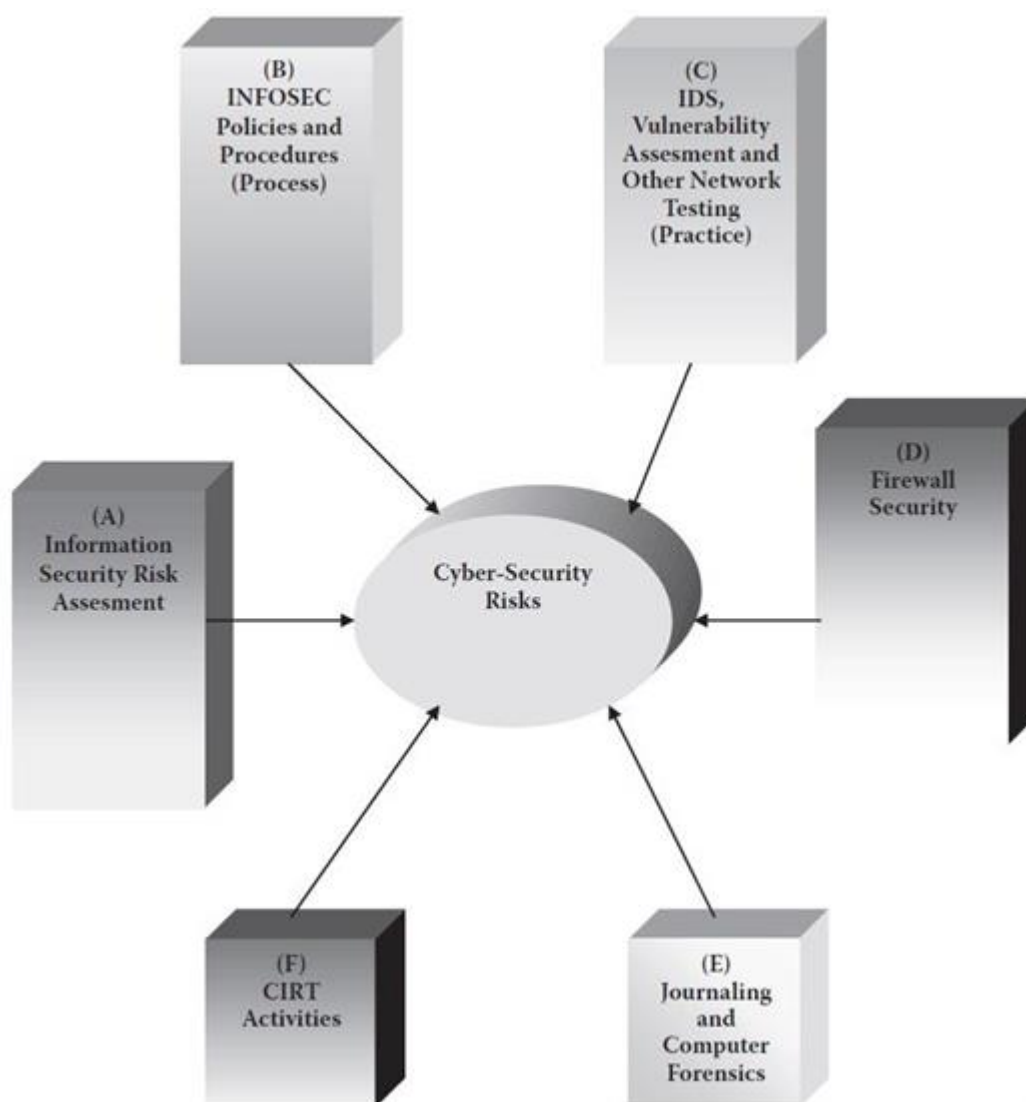 (B)
INFOSEC
Policies and
Procedures
(Process)
(C)
IDS,
Vulnerability
Assesment and
Other Network
Testing
(Practice)
(A)
Information
Security Risk
Assesment
Cyber-Security
Risks
(D)
Firewall
Security
(F)
CIRT
Activities
(E)
Journaling
and
Computer
Forensics